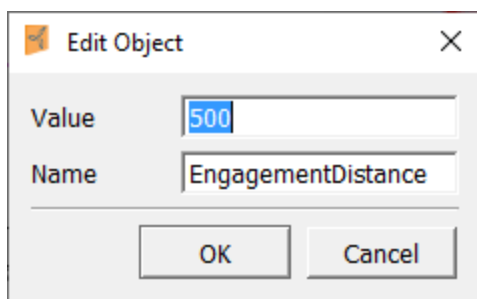 Edit Object
Value 500
Name EngagementDistance
OK Cancel